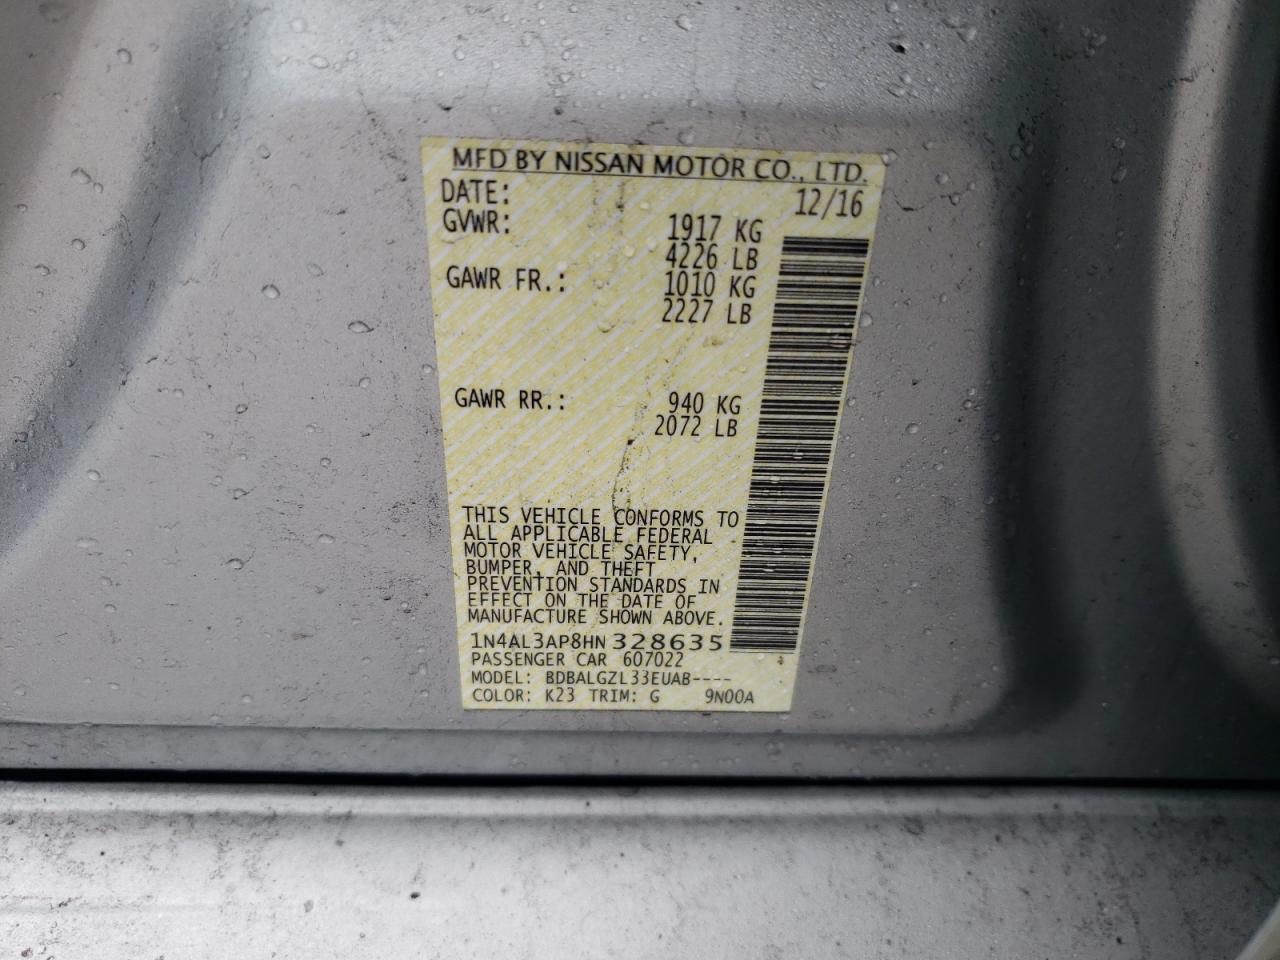 MFD BY NISSAN MOTOR CO., LTD.
DATE: 12/16
GVWR: 1917 KG
4226 LB
GAWR FR.: 1010 KG
2227 LB
GAWR RR.: 940 KG
2072 LB
THIS VEHICLE CONFORMS TO
ALL APPLICABLE FEDERAL
MOTOR VEHICLE SAFETY,
BUMPER, AND THEFT
PREVENTION STANDARDS IN
EFFECT ON THE DATE OF
MANUFACTURE SHOWN ABOVE.
1N4AL3AP8HN 328635
PASSENGER CAR 607022
MODEL: BDBALGZL33EUAB----
COLOR: K23 TRIM: G 9N00A